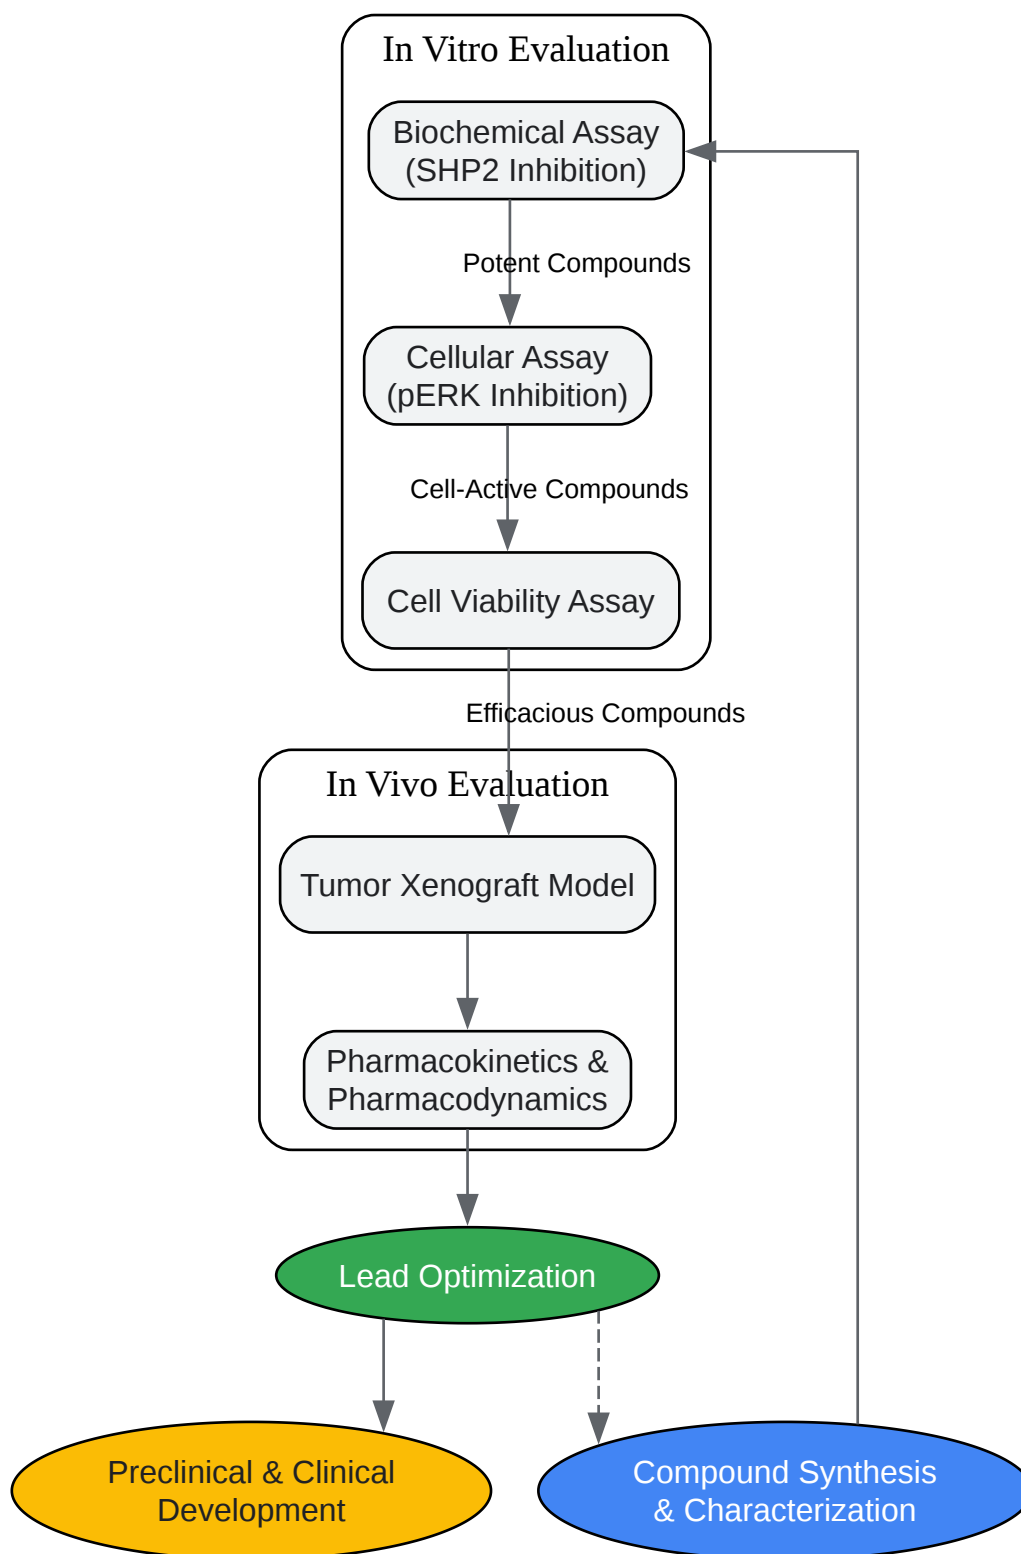 In Vitro Evaluation
Biochemical Assay
(SHP2 Inhibition)
Potent Compounds
Cellular Assay
(pERK Inhibition)
Cell-Active Compounds
Cell Viability Assay
Efficacious Compounds
In Vivo Evaluation
Tumor Xenograft Model
Pharmacokinetics &
Pharmacodynamics
Lead Optimization
Preclinical & Clinical
Development
Compound Synthesis
& Characterization